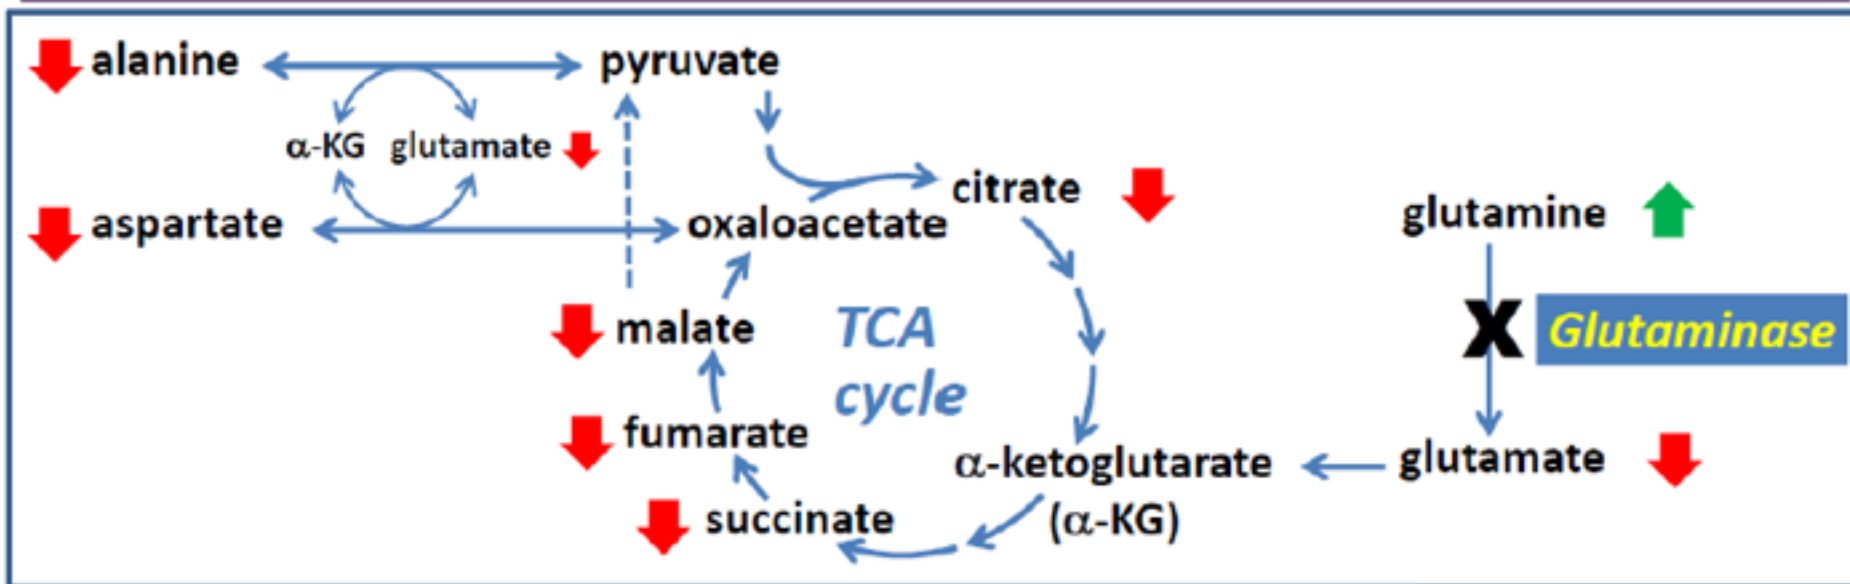 alanine
pyruvate
α-KG glutamate
citrate
glutamine
aspartate
oxaloacetate
malate
TCA
cycle
X
Glutaminase
fumarate
α-ketoglutarate
(α-KG)
glutamate
succinate